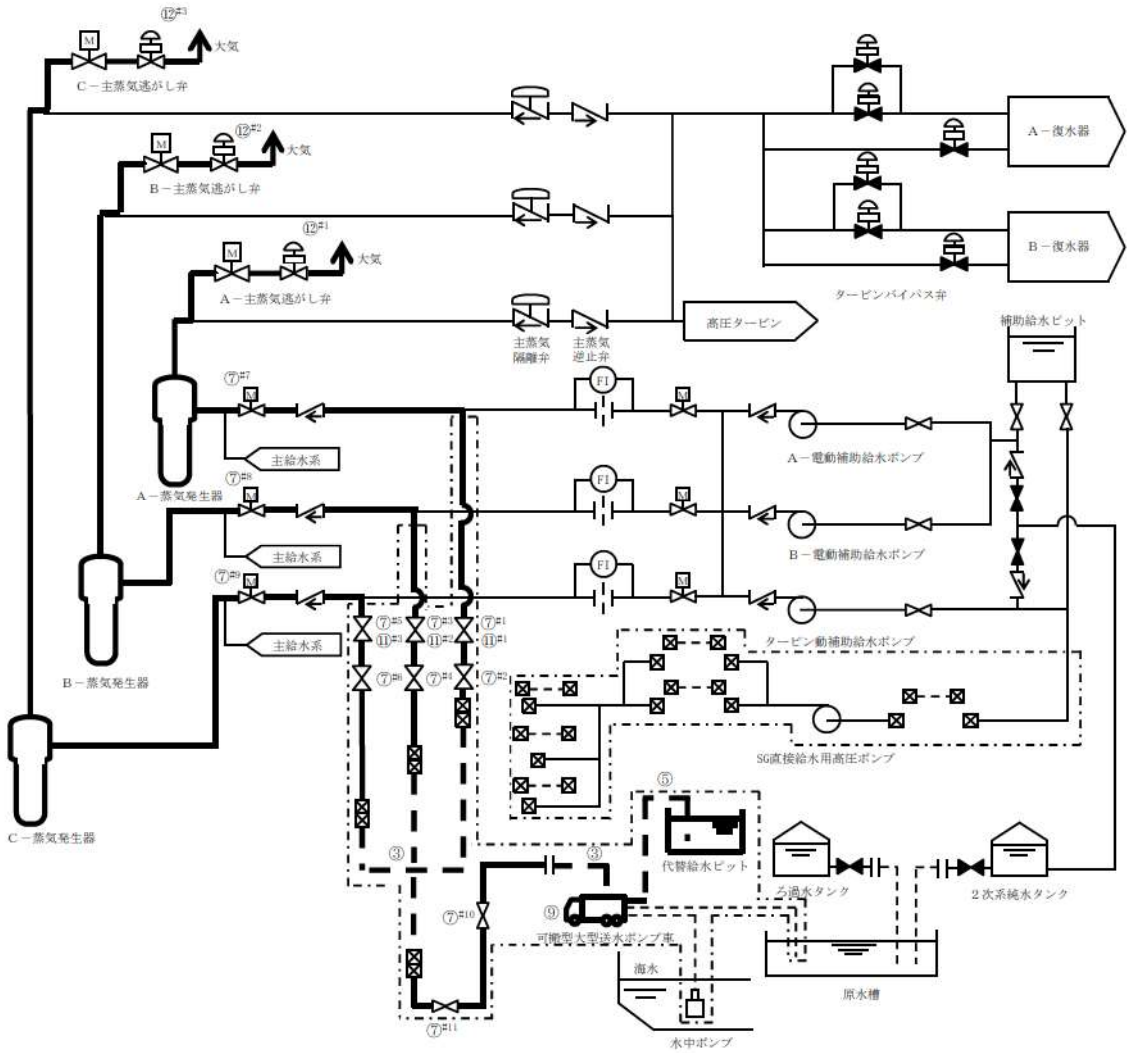 ⑫#3
M
大気
C－主蒸気逃がし弁
⑫#2
M
大気
B－主蒸気逃がし弁
⑫#1
M
大気
A－主蒸気逃がし弁
A－復水器
B－復水器
タービンバイパス弁
主蒸気
隔離弁
主蒸気
逆止弁
高圧タービン
補助給水ピット
⑦#7
M
FI
M
主給水系
A－電動補助給水ポンプ
A－蒸気発生器
⑦#8
M
FI
M
主給水系
B－電動補助給水ポンプ
⑦#9
M
FI
M
主給水系
タービン動補助給水ポンプ
⑦#5
⑦#3
⑦#1
⑪#3
⑪#2
⑪#1
⑦#6
⑦#4
⑦#2
B－蒸気発生器
SG直接給水用高圧ポンプ
C－蒸気発生器
⑤
代替給水ピット
③
③
ろ過水タンク
2次系純水タンク
⑦#10
⑨
可搬型大型送水ポンプ車
海水
原水槽
⑦#11
水中ポンプ